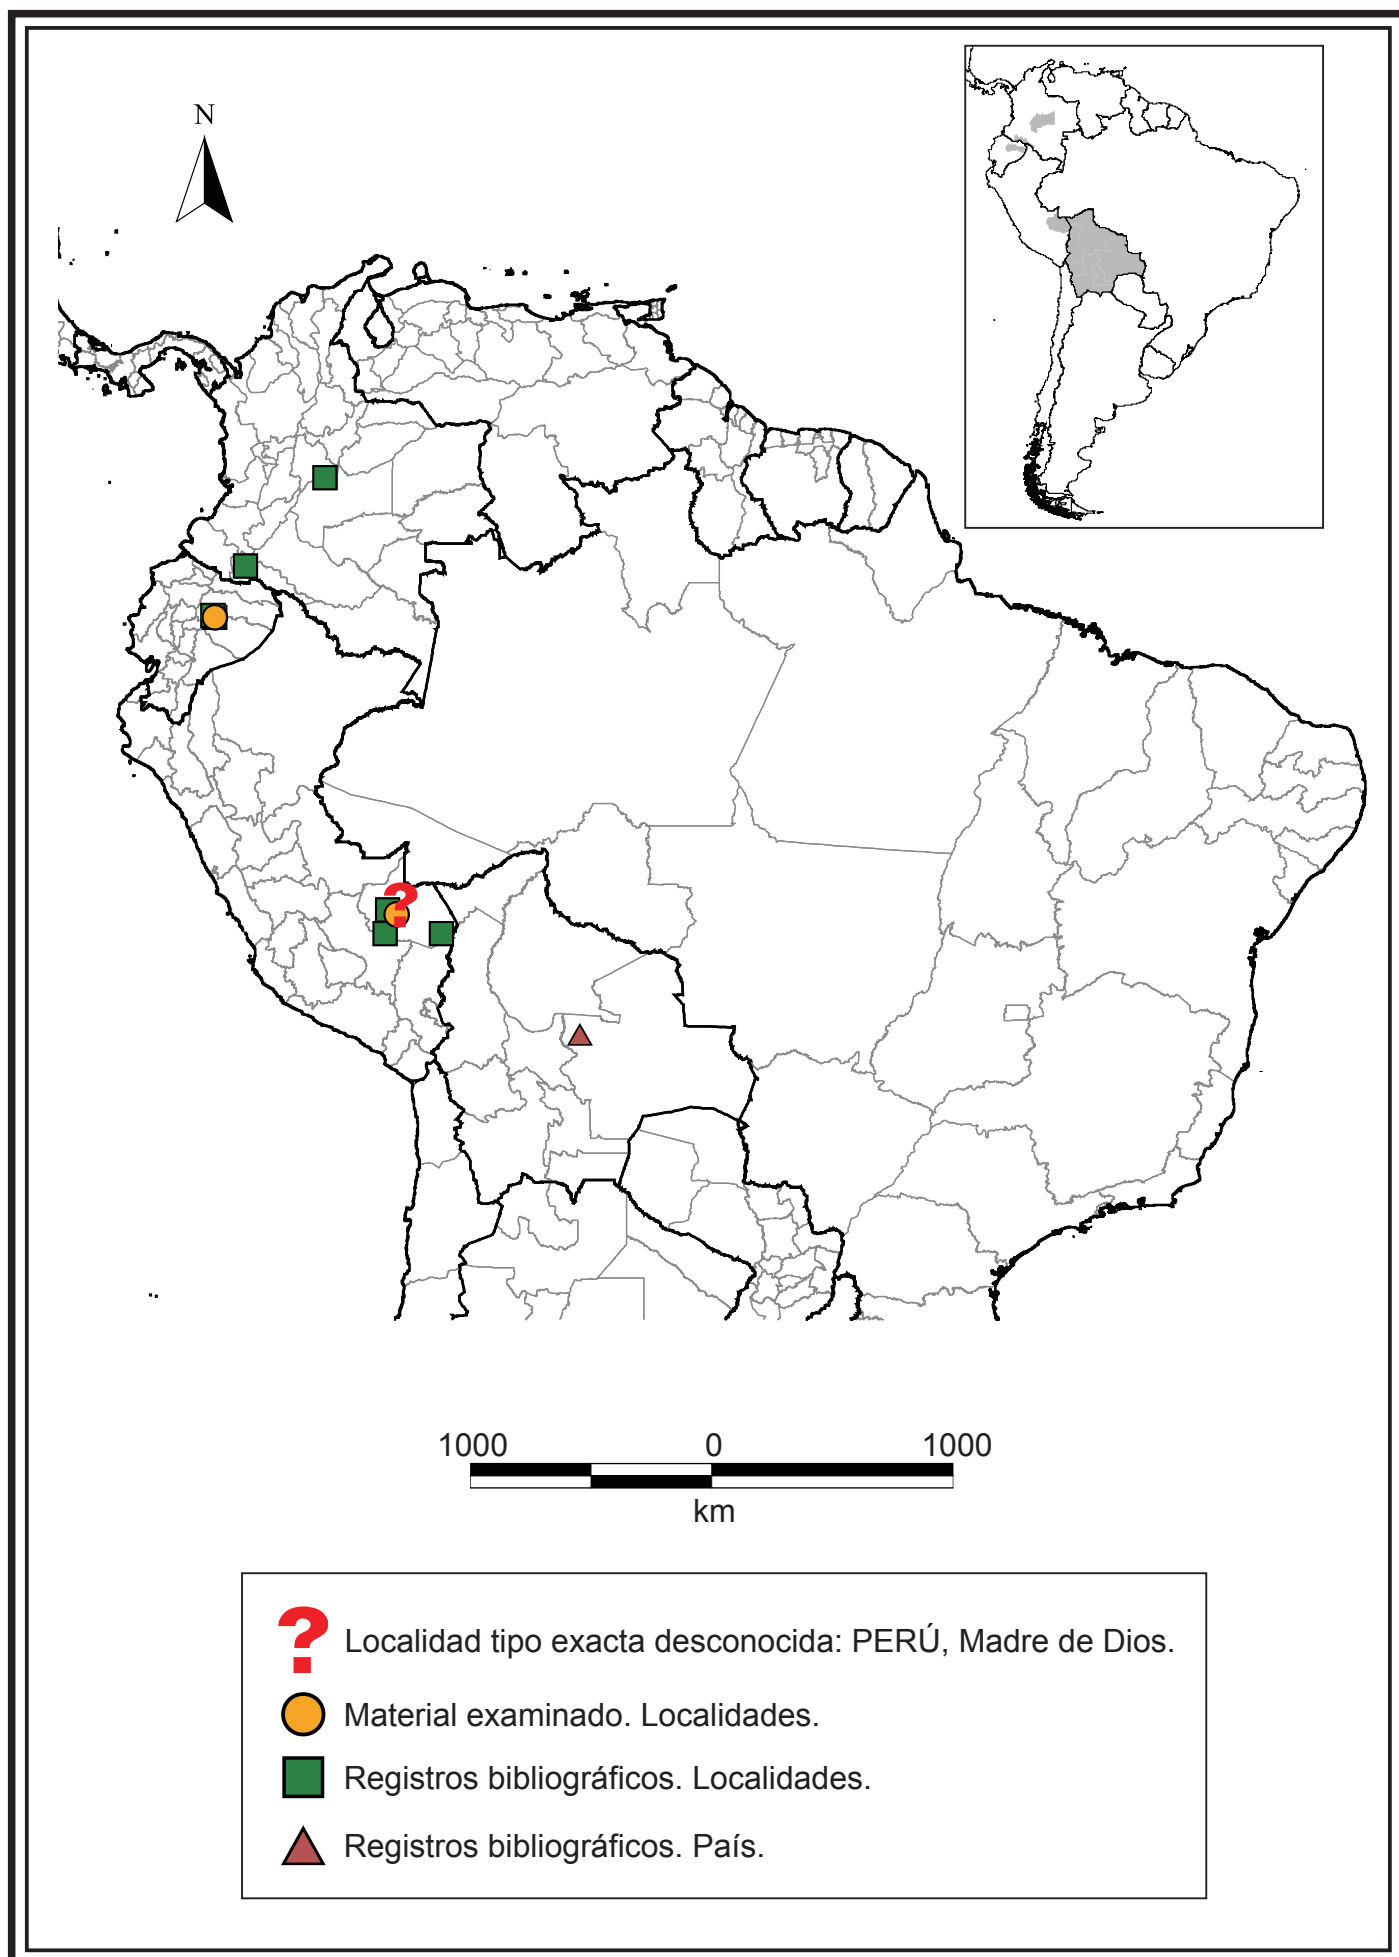 N
1000 0 1000
km
Localidad tipo exacta desconocida: PERÚ, Madre de Dios.
Material examinado. Localidades.
Registros bibliográficos. Localidades.
Registros bibliográficos. País.